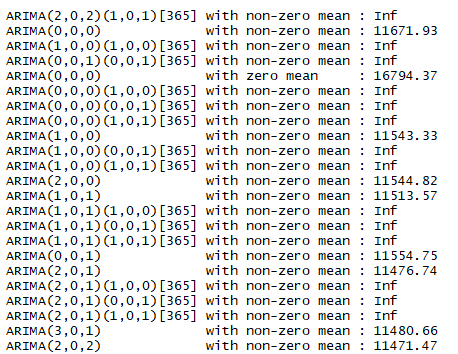 ARIMA(2,0,2)(1,0,1)[365] with non-zero mean : Inf
ARIMA(0,0,0)             with non-zero mean : 11671.93
ARIMA(1,0,0)(1,0,0)[365] with non-zero mean : Inf
ARIMA(0,0,1)(0,0,1)[365] with non-zero mean : Inf
ARIMA(0,0,0)             with zero mean     : 16794.37
ARIMA(0,0,0)(1,0,0)[365] with non-zero mean : Inf
ARIMA(0,0,0)(0,0,1)[365] with non-zero mean : Inf
ARIMA(0,0,0)(1,0,1)[365] with non-zero mean : Inf
ARIMA(1,0,0)             with non-zero mean : 11543.33
ARIMA(1,0,0)(0,0,1)[365] with non-zero mean : Inf
ARIMA(1,0,0)(1,0,1)[365] with non-zero mean : Inf
ARIMA(2,0,0)             with non-zero mean : 11544.82
ARIMA(1,0,1)             with non-zero mean : 11513.57
ARIMA(1,0,1)(1,0,0)[365] with non-zero mean : Inf
ARIMA(1,0,1)(0,0,1)[365] with non-zero mean : Inf
ARIMA(1,0,1)(1,0,1)[365] with non-zero mean : Inf
ARIMA(0,0,1)             with non-zero mean : 11554.75
ARIMA(2,0,1)             with non-zero mean : 11476.74
ARIMA(2,0,1)(1,0,0)[365] with non-zero mean : Inf
ARIMA(2,0,1)(0,0,1)[365] with non-zero mean : Inf
ARIMA(2,0,1)(1,0,1)[365] with non-zero mean : Inf
ARIMA(3,0,1)             with non-zero mean : 11480.66
ARIMA(2,0,2)             with non-zero mean : 11471.47